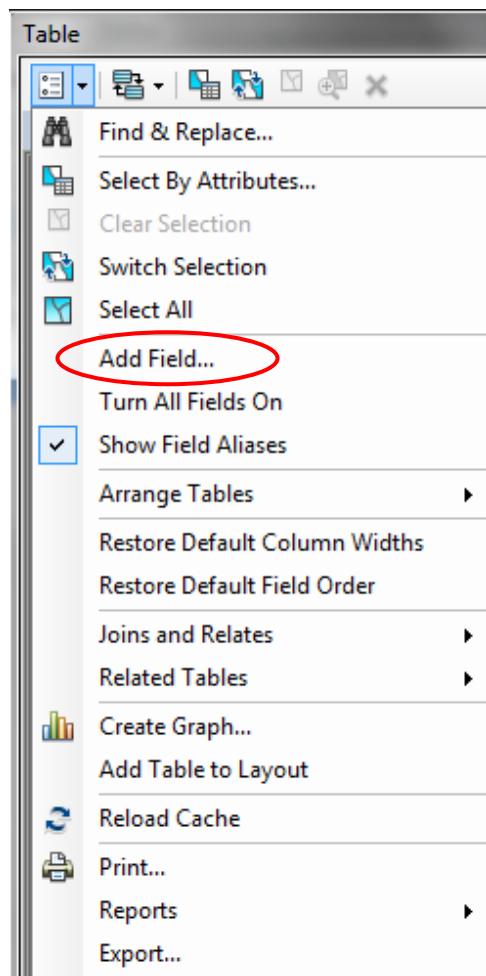 Table
Find & Replace...
Select By Attributes...
Clear Selection
Switch Selection
Select All
Add Field...
Turn All Fields On
Show Field Aliases
Arrange Tables
Restore Default Column Widths
Restore Default Field Order
Joins and Relates
Related Tables
Create Graph...
Add Table to Layout
Reload Cache
Print...
Reports
Export...